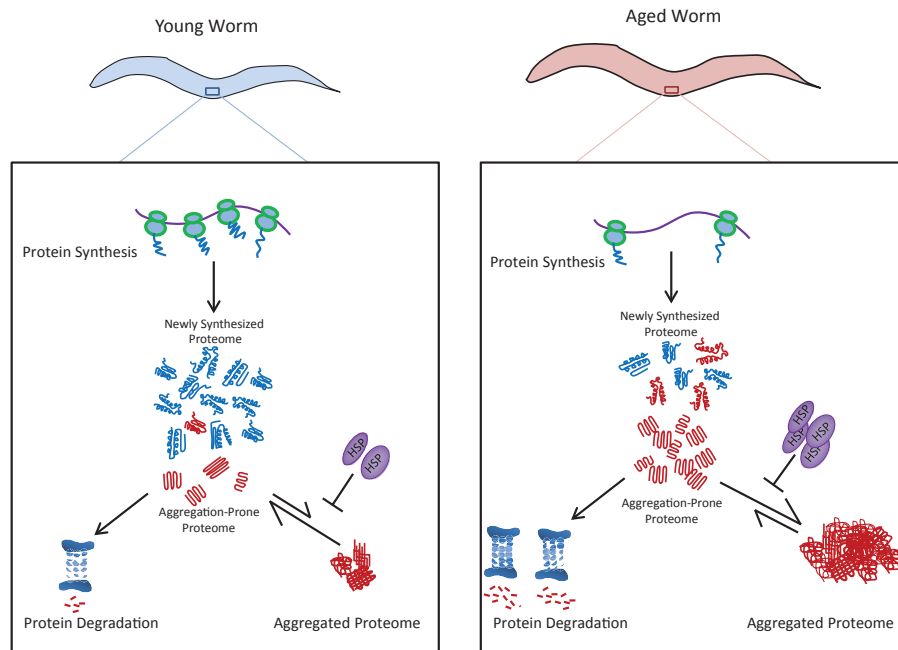 Young Worm
Protein Synthesis
Newly Synthesized
Proteome
HSP
HSP
Aggregation-Prone
Proteome
Protein Degradation
Aggregated Proteome
Aged Worm
Protein Synthesis
Newly Synthesized
Proteome
HSP
HSP
HSP
HSP
Aggregation-Prone
Proteome
Protein Degradation
Aggregated Proteome